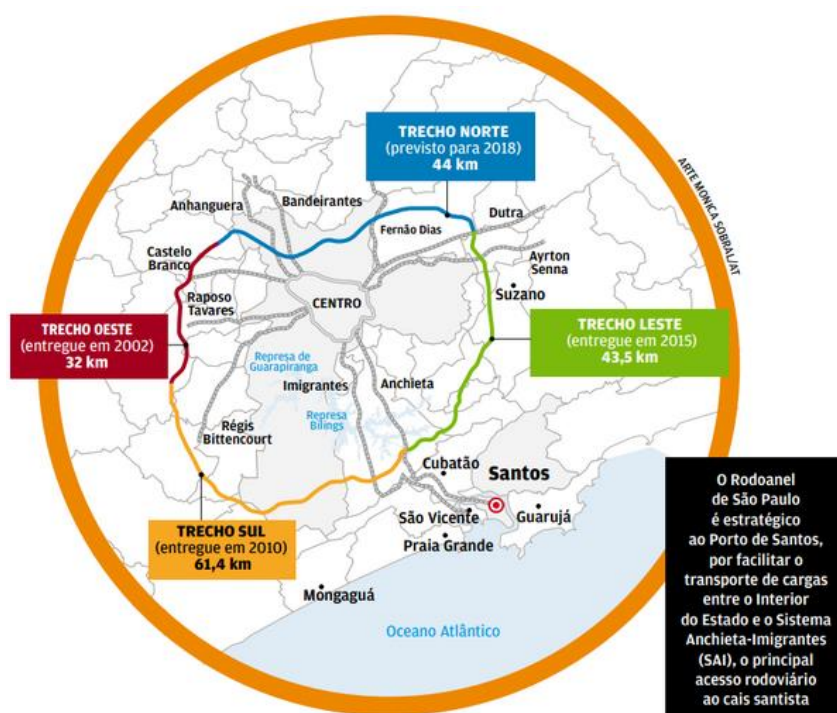 TRECHO NORTE
(previsto para 2018)
44 km
ARTE MONICA SOBRAL/AT
Anhanguera
Bandeirantes
Fernão Dias
Dutra
Castelo
Branco
Ayrton
Senna
Raposo
Tavares
CENTRO
Suzano
TRECHO OESTE
(entregue em 2002)
32 km
TRECHO LESTE
(entregue em 2015)
43,5 km
Represa de
Guarapiranga
Imigrantes
Anchieta
Represa
Bilings
Régis
Bittencourt
Cubatão
Santos
TRECHO SUL
(entregue em 2010)
61,4 km
São Vicente
Guarujá
Praia Grande
Mongaguá
Oceano Atlântico
O Rodoanel
de São Paulo
é estratégico
ao Porto de Santos,
por facilitar o
transporte de cargas
entre o Interior
do Estado e o Sistema
Anchieta-Imigrantes
(SAI), o principal
acesso rodoviário
ao cais santista